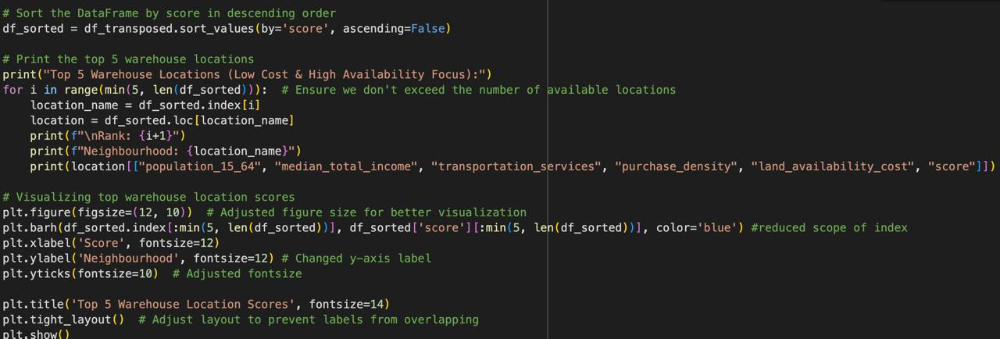 # Sort the DataFrame by score in descending order
df_sorted = df_transposed.sort_values(by='score', ascending=False)

# Print the top 5 warehouse locations
print("Top 5 Warehouse Locations (Low Cost & High Availability Focus):")
for i in range(min(5, len(df_sorted))):  # Ensure we don't exceed the number of available locations
    location_name = df_sorted.index[i]
    location = df_sorted.loc[location_name]
    print(f"\nRank: {i+1}")
    print(f"Neighbourhood: {location_name}")
    print(location[["population_15_64", "median_total_income", "transportation_services", "purchase_density", "land_availability_cost", "score"]])

# Visualizing top warehouse location scores
plt.figure(figsize=(12, 10))  # Adjusted figure size for better visualization
plt.barh(df_sorted.index[:min(5, len(df_sorted))], df_sorted['score'][:min(5, len(df_sorted))], color='blue') #reduced scope of index
plt.xlabel('Score', fontsize=12)
plt.ylabel('Neighbourhood', fontsize=12) # Changed y-axis label
plt.yticks(fontsize=10)  # Adjusted fontsize

plt.title('Top 5 Warehouse Location Scores', fontsize=14)
plt.tight_layout()  # Adjust layout to prevent labels from overlapping
plt.show()